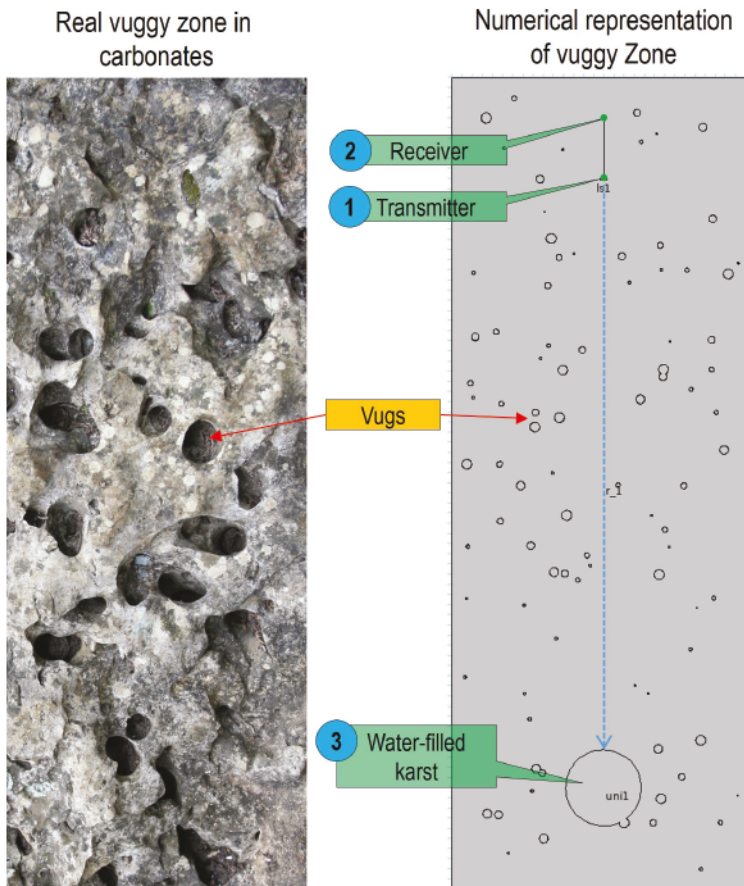 Real vuggy zone in
carbonates
Numerical representation
of vuggy Zone
2 Receiver
1 Transmitter
ls1
Vugs
r_1
3 Water-filled
karst
uni1